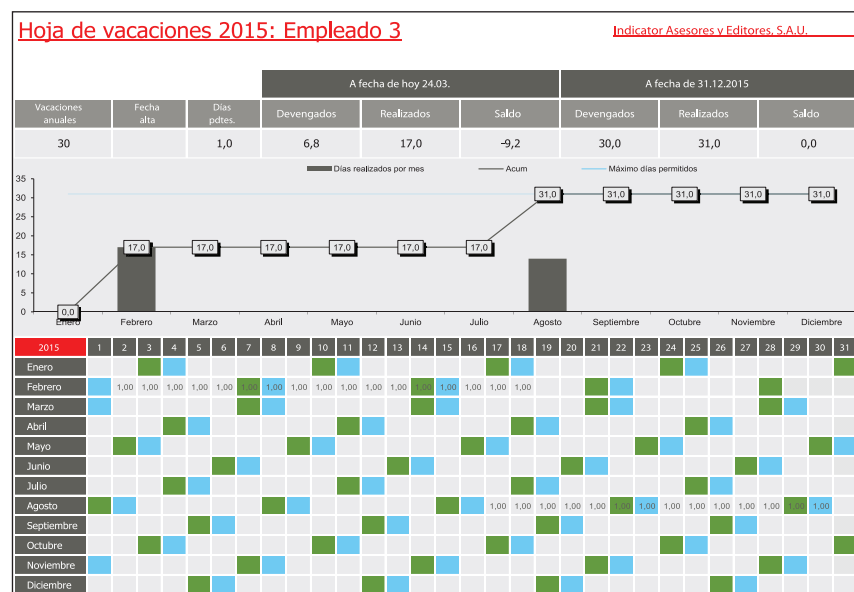 Hoja de vacaciones 2015: Empleado 3
Indicator Asesores y Editores, S.A.U.
A fecha de hoy 24.03. A fecha de 31.12.2015
Vacaciones anuales Fecha alta Días pdtes. Devengados Realizados Saldo Devengados Realizados Saldo
30 1,0 6,8 17,0 -9,2 30,0 31,0 0,0
Días realizados por mes Acum Máximo días permitidos
35
30
25
20
15
10
5
0
0,0 17,0 17,0 17,0 17,0 17,0 17,0 31,0 31,0 31,0 31,0 31,0
Enero Febrero Marzo Abril Mayo Junio Julio Agosto Septiembre Octubre Noviembre Diciembre
2015 1 2 3 4 5 6 7 8 9 10 11 12 13 14 15 16 17 18 19 20 21 22 23 24 25 26 27 28 29 30 31
Enero
Febrero 1,00 1,00 1,00 1,00 1,00 1,00 1,00 1,00 1,00 1,00 1,00 1,00 1,00 1,00 1,00 1,00 1,00
Marzo
Abril
Mayo
Junio
Julio
Agosto 1,00 1,00 1,00 1,00 1,00 1,00 1,00 1,00 1,00 1,00 1,00 1,00 1,00 1,00
Septiembre
Octubre
Noviembre
Diciembre